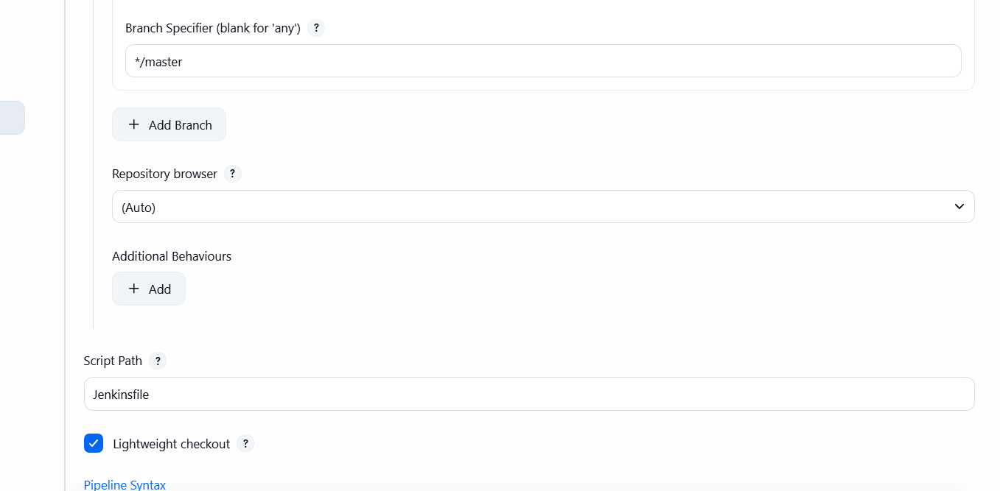 Branch Specifier (blank for 'any') ?
*/master
+ Add Branch
Repository browser ?
(Auto)
Additional Behaviours
+ Add
Script Path ?
Jenkinsfile
Lightweight checkout ?
Pipeline Syntax